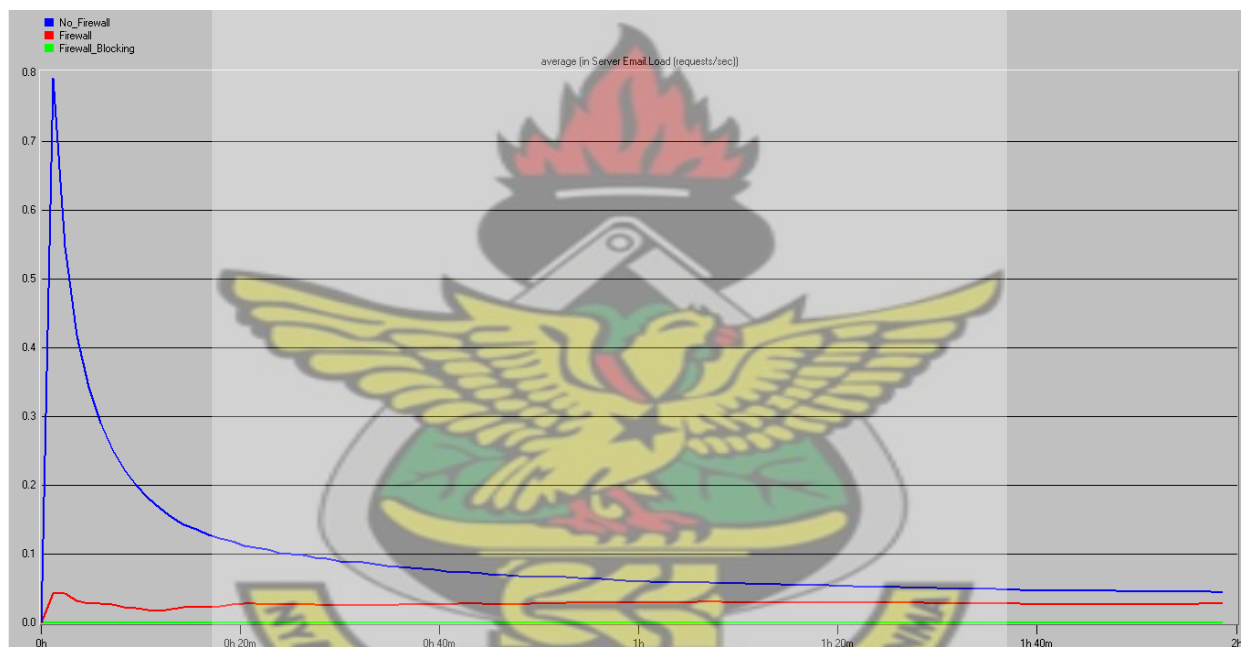 No_Firewall
Firewall
Firewall_Blocking
average (in Server Email.Load (requests/sec))
0.8
0.7
0.6
0.5
0.4
0.3
0.2
0.1
0.0
0h 0h 20m 0h 40m 1h 1h 20m 1h 40m 2h